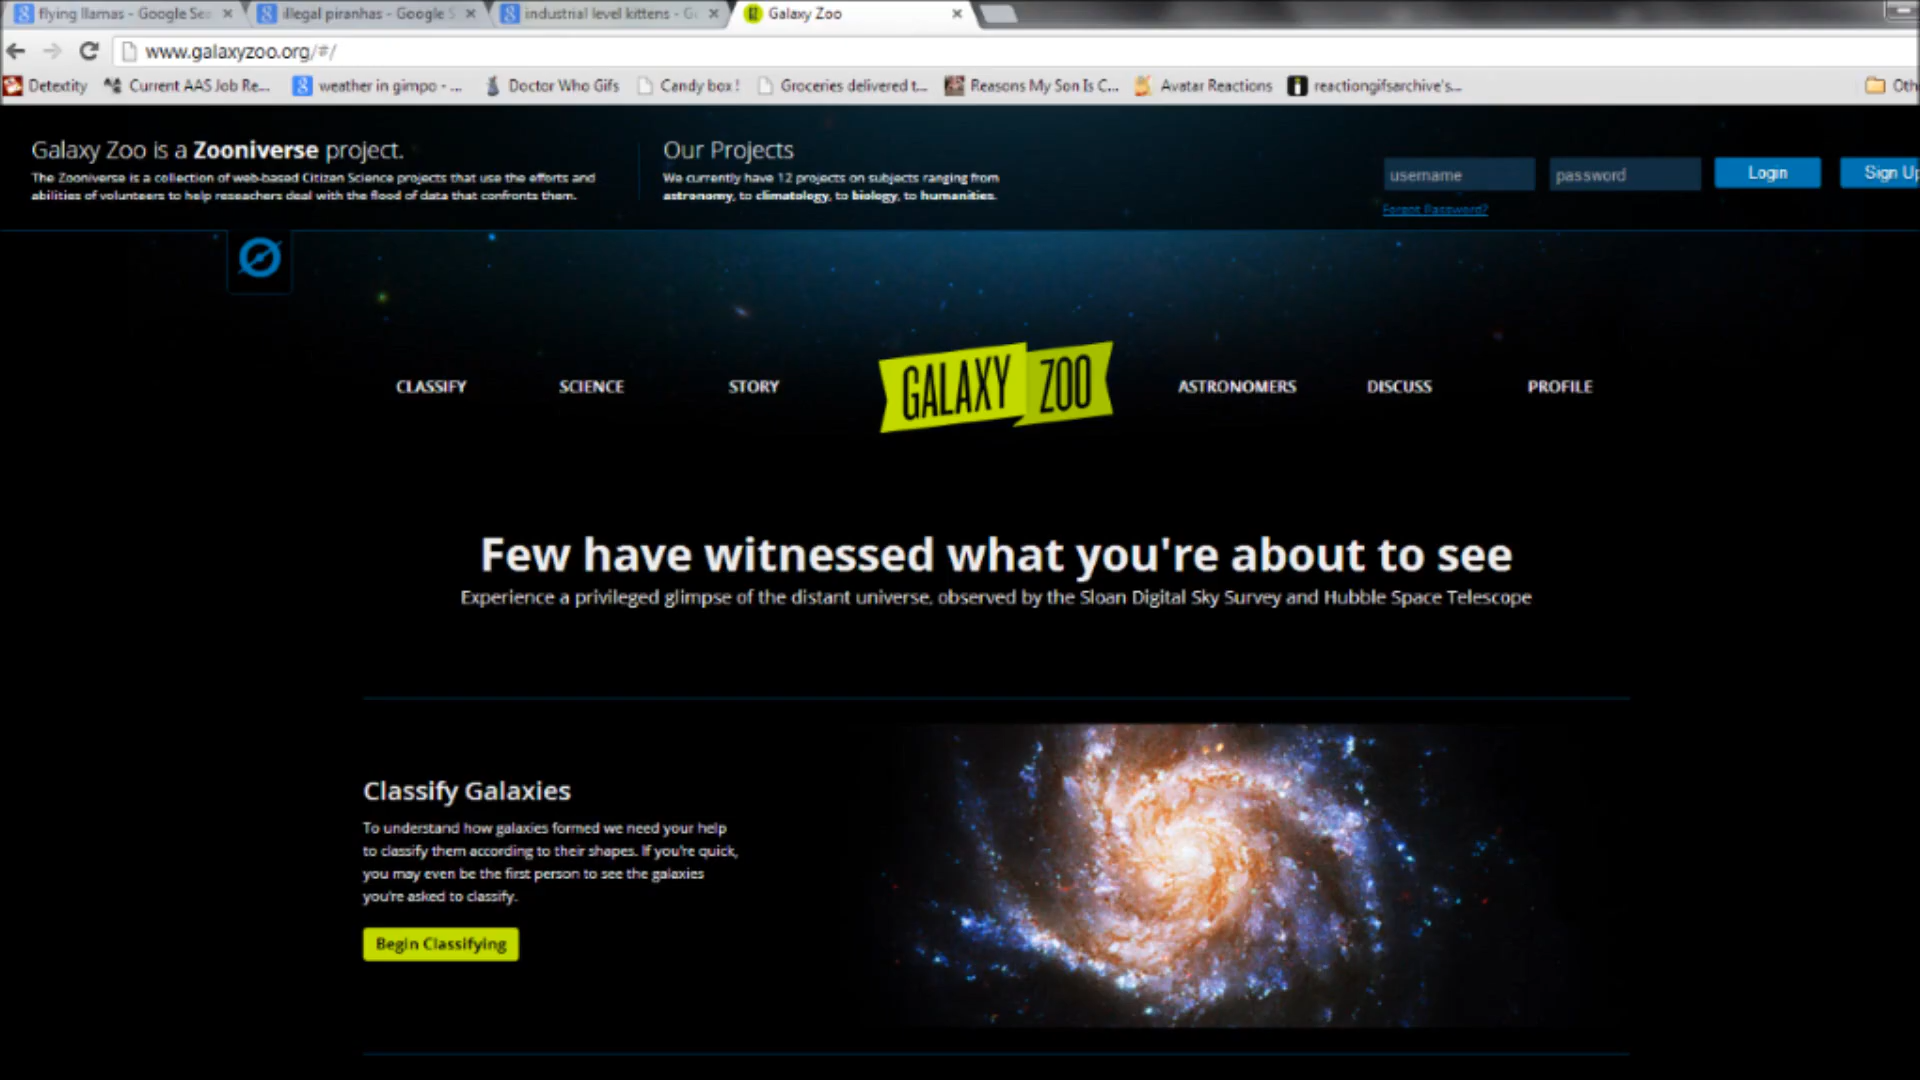 flying llamas - Google Sea
illegal piranhas - Google S
industrial level kittens - G
Galaxy Zoo
www.galaxyzoo.org/#/
Detextity
Current AAS Job Re...
weather in gimpo - ...
Doctor Who Gifs
Candy box!
Groceries delivered t...
Reasons My Son Is C...
Avatar Reactions
reactiongifsarchive's...
Oth
Galaxy Zoo is a Zooniverse project.
The Zooniverse is a collection of web-based Citizen Science projects that use the efforts and
abilities of volunteers to help reseachers deal with the flood of data that confronts them.
Our Projects
We currently have 12 projects on subjects ranging from
astronomy, to climatology, to biology, to humanities.
username
password
Login
Sign Up
Forgot Password?
CLASSIFY
SCIENCE
STORY
GALAXY ZOO
ASTRONOMERS
DISCUSS
PROFILE
Few have witnessed what you're about to see
Experience a privileged glimpse of the distant universe, observed by the Sloan Digital Sky Survey and Hubble Space Telescope
Classify Galaxies
To understand how galaxies formed we need your help
to classify them according to their shapes. If you're quick,
you may even be the first person to see the galaxies
you're asked to classify.
Begin Classifying